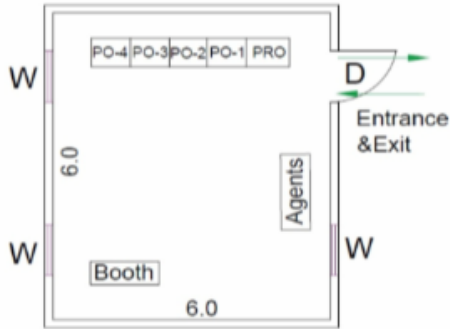 PO-4 PO-3 PO-2 PO-1 PRO
W
D
Entrance
&Exit
6.0
Agents
W
W
Booth
6.0